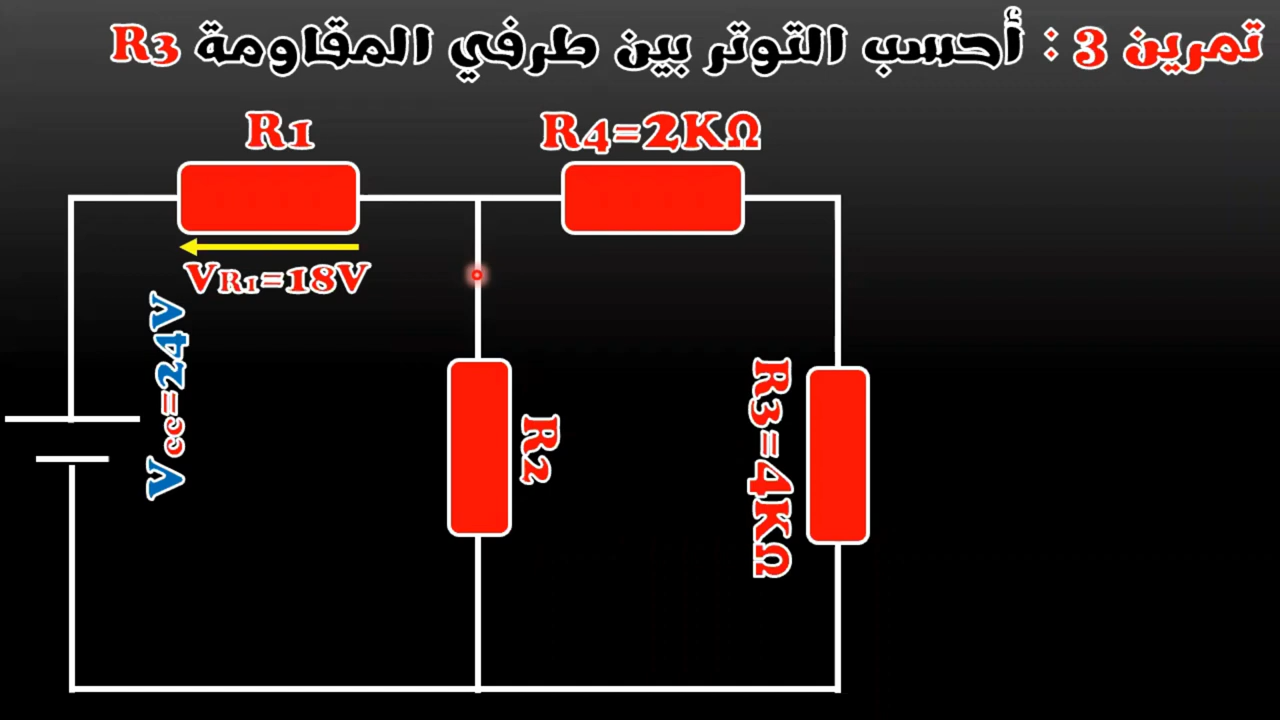 تمرين 3 : أحسب التوتر بين طرفي المقاومة R3
R1
R4=2KΩ
VR1=18V
Vcc=24V
R2
R3=4KΩ